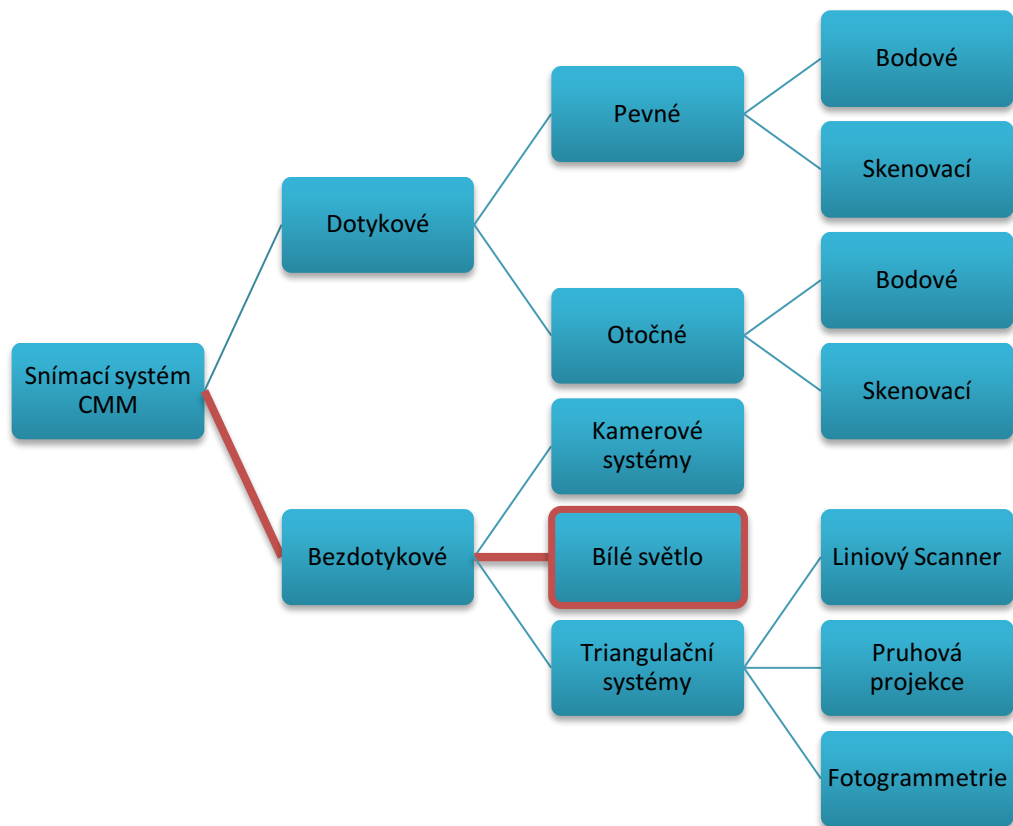 Snímací systém
CMM
Dotykové
Pevné
Bodové
Skenovací
Otočné
Bodové
Skenovací
Bezdotykové
Kamerové
systémy
Bílé světlo
Triangulační
systémy
Liniový Scanner
Pruhová
projekce
Fotogrammetrie